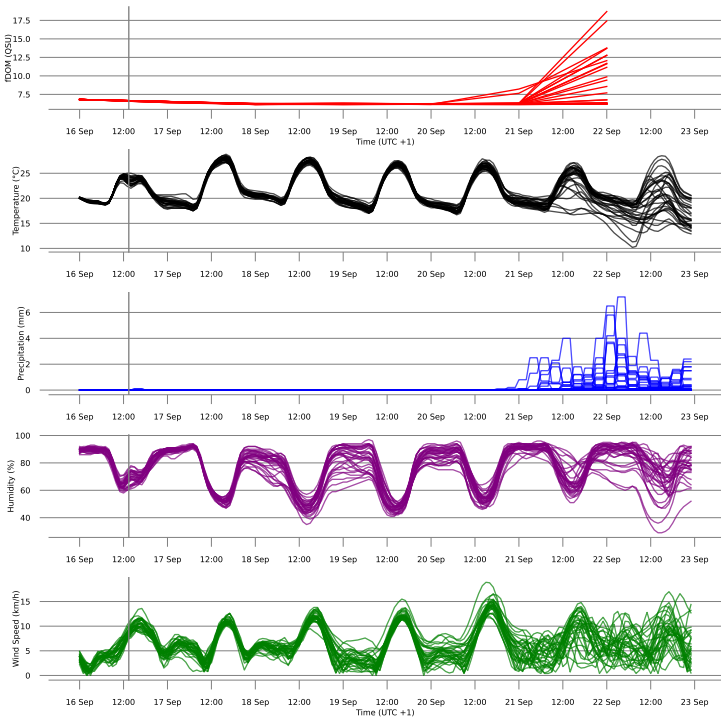 17.5
15.0
12.5
10.0
7.5
fDOM (QSU)
16 Sep 12:00 17 Sep 12:00 18 Sep 12:00 19 Sep 12:00 20 Sep 12:00 21 Sep 12:00 22 Sep 12:00 23 Sep
Time (UTC +1)
25
20
15
10
Temperature (°C)
16 Sep 12:00 17 Sep 12:00 18 Sep 12:00 19 Sep 12:00 20 Sep 12:00 21 Sep 12:00 22 Sep 12:00 23 Sep
6
4
2
0
Precipitation (mm)
16 Sep 12:00 17 Sep 12:00 18 Sep 12:00 19 Sep 12:00 20 Sep 12:00 21 Sep 12:00 22 Sep 12:00 23 Sep
100
80
60
40
Humidity (%)
16 Sep 12:00 17 Sep 12:00 18 Sep 12:00 19 Sep 12:00 20 Sep 12:00 21 Sep 12:00 22 Sep 12:00 23 Sep
15
10
5
0
Wind Speed (km/h)
16 Sep 12:00 17 Sep 12:00 18 Sep 12:00 19 Sep 12:00 20 Sep 12:00 21 Sep 12:00 22 Sep 12:00 23 Sep
Time (UTC +1)